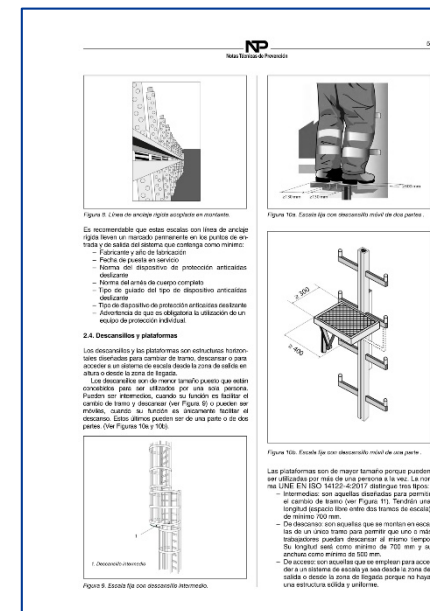 NP
Notas Técnicas de Prevención
5
Figura 8. Línea de anclaje rígida acoplada en montante.
Es recomendable que estas escalas con línea de anclaje
rígida lleven un marcado permanente en los puntos de en-
trada y de salida del sistema que contenga como mínimo:
– Fabricante y año de fabricación
– Fecha de puesta en servicio
– Norma del dispositivo de protección anticaídas
deslizante
– Norma del arnés de cuerpo completo
– Tipo de guiado del tipo de dispositivo anticaídas
deslizante
– Tipo de dispositivo de protección anticaídas deslizante
– Advertencia de que es obligatoria la utilización de un
equipo de protección individual.
2.4. Descansillos y plataformas
Los descansillos y las plataformas son estructuras horizon-
tales diseñadas para cambiar de tramo, descansar o para
acceder a un sistema de escala desde la zona de salida en
altura o desde la zona de llegada.
Los descansillos son de menor tamaño puesto que están
concebidos para ser utilizados por una sola persona.
Pueden ser intermedios, cuando su función es facilitar el
cambio de tramo y descansar (ver Figura 9) o pueden ser
móviles, cuando su función es únicamente facilitar el
descanso. Estos últimos pueden ser de una parte o de dos
partes. (Ver Figuras 10a y 10b).
1
1. Descansillo intermedio
Figura 9. Escala fija con descansillo intermedio.
Figura 10a. Escala fija con descansillo móvil de dos partes.
≥ 300
≥ 400
Figura 10b. Escala fija con descansillo móvil de una parte.
Las plataformas son de mayor tamaño porque pueden
ser utilizadas por más de una persona a la vez. La nor-
ma UNE EN ISO 14122-4:2017 distingue tres tipos:
– Intermedias: son aquellas diseñadas para permitir
el cambio de tramo (ver Figura 11). Tendrán una
longitud (espacio libre entre dos tramos de escala)
de mínimo 700 mm.
– De descanso: son aquellas que se montan en esca-
las de un único tramo para permitir que uno o más
trabajadores puedan descansar al mismo tiempo.
Su longitud será como mínimo de 700 mm y su
anchura como mínimo de 500 mm.
– De acceso: son aquellas que se emplean para acce-
der a un sistema de escala ya sea desde la zona de
salida o desde la zona de llegada porque no haya
una estructura sólida y uniforme.